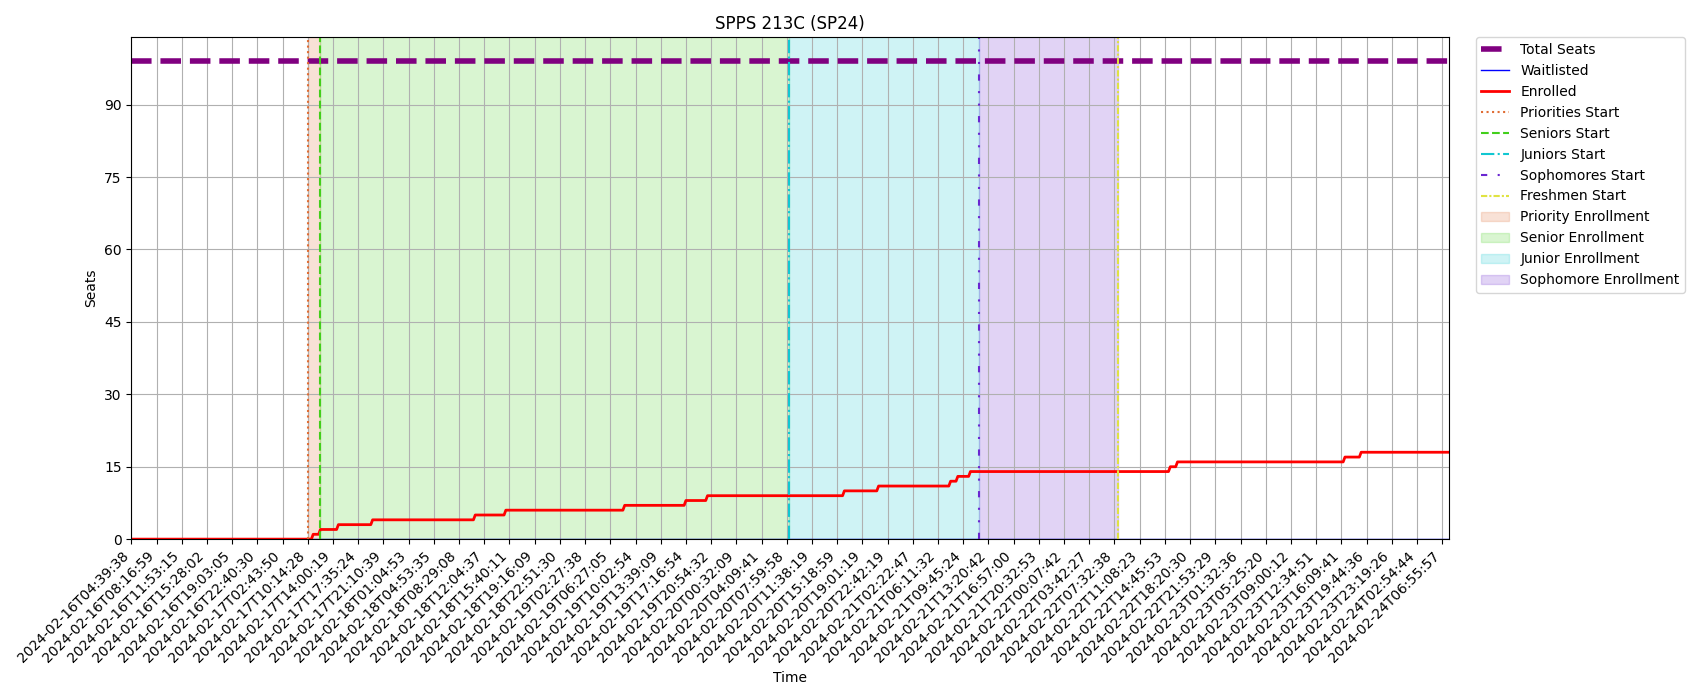 SPPS 213C (SP24)
Seats
90
75
60
45
30
15
0
2024-02-16T04:39:38
2024-02-16T08:16:59
2024-02-16T11:53:15
2024-02-16T15:28:02
2024-02-16T19:03:05
2024-02-16T22:40:30
2024-02-17T02:43:50
2024-02-17T10:14:28
2024-02-17T14:00:19
2024-02-17T17:35:24
2024-02-17T21:10:39
2024-02-18T01:04:53
2024-02-18T04:53:35
2024-02-18T08:29:08
2024-02-18T12:04:37
2024-02-18T15:40:11
2024-02-18T19:16:09
2024-02-18T22:51:30
2024-02-19T02:27:38
2024-02-19T06:27:05
2024-02-19T10:02:54
2024-02-19T13:39:09
2024-02-19T17:16:54
2024-02-19T20:54:32
2024-02-20T00:32:09
2024-02-20T04:09:41
2024-02-20T07:59:58
2024-02-20T11:38:19
2024-02-20T15:18:59
2024-02-20T19:01:19
2024-02-20T22:42:19
2024-02-21T02:22:47
2024-02-21T06:11:32
2024-02-21T09:45:24
2024-02-21T13:20:42
2024-02-21T16:57:00
2024-02-21T20:32:53
2024-02-22T00:07:42
2024-02-22T03:42:27
2024-02-22T07:32:38
2024-02-22T11:08:23
2024-02-22T14:45:53
2024-02-22T18:20:30
2024-02-22T21:53:29
2024-02-23T01:32:36
2024-02-23T05:25:20
2024-02-23T09:00:12
2024-02-23T12:34:51
2024-02-23T16:09:41
2024-02-23T19:44:36
2024-02-23T23:19:26
2024-02-24T02:54:44
2024-02-24T06:55:57
Time
Total Seats
Waitlisted
Enrolled
Priorities Start
Seniors Start
Juniors Start
Sophomores Start
Freshmen Start
Priority Enrollment
Senior Enrollment
Junior Enrollment
Sophomore Enrollment